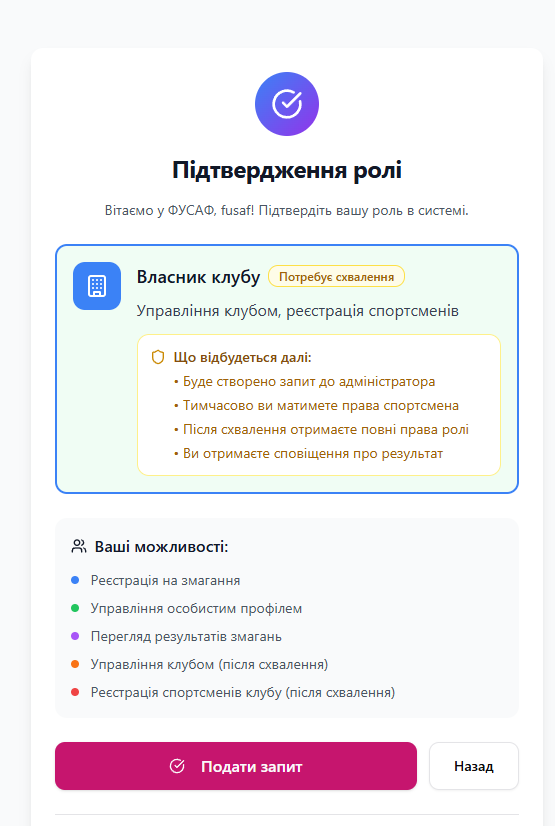 Підтвердження ролі
Вітаємо у ФУСАФ, fusaf! Підтвердіть вашу роль в системі.
Власник клубу Потребує схвалення
Управління клубом, реєстрація спортсменів
Що відбудеться далі:
• Буде створено запит до адміністратора
• Тимчасово ви матимете права спортсмена
• Після схвалення отримаєте повні права ролі
• Ви отримаєте сповіщення про результат
Ваші можливості:
Реєстрація на змагання
Управління особистим профілем
Перегляд результатів змагань
Управління клубом (після схвалення)
Реєстрація спортсменів клубу (після схвалення)
Подати запит Назад